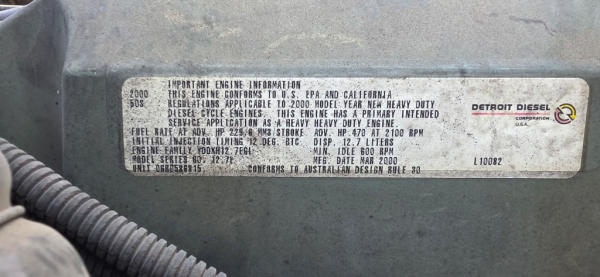 IMPORTANT ENGINE INFORMATION
2000 THIS ENGINE CONFORMS TO U.S. EPA AND CALIFORNIA
50S REGULATIONS APPLICABLE TO 2000 MODEL YEAR NEW HEAVY DUTY
DIESEL CYCLE ENGINES. THIS ENGINE HAS A PRIMARY INTENDED
SERVICE APPLICATION AS A HEAVY HEAVY DUTY ENGINE.
FUEL RATE AT ADV. HP 225.6 MM3/STROKE ADV. HP 470 AT 2100 RPM
INITIAL INJECTION TIMING 12 DEG. BTC DISP. 12.7 LITERS
ENGINE FAMILY YDDXH12.7EGL MIN. IDLE 600 RPM
MODEL SERIES 60, 12.7L MFG. DATE MAR 2000
UNIT CONFORMS TO AUSTRALIAN DESIGN RULE 30
L10082
DETROIT DIESEL
CORPORATION
U.S.A.